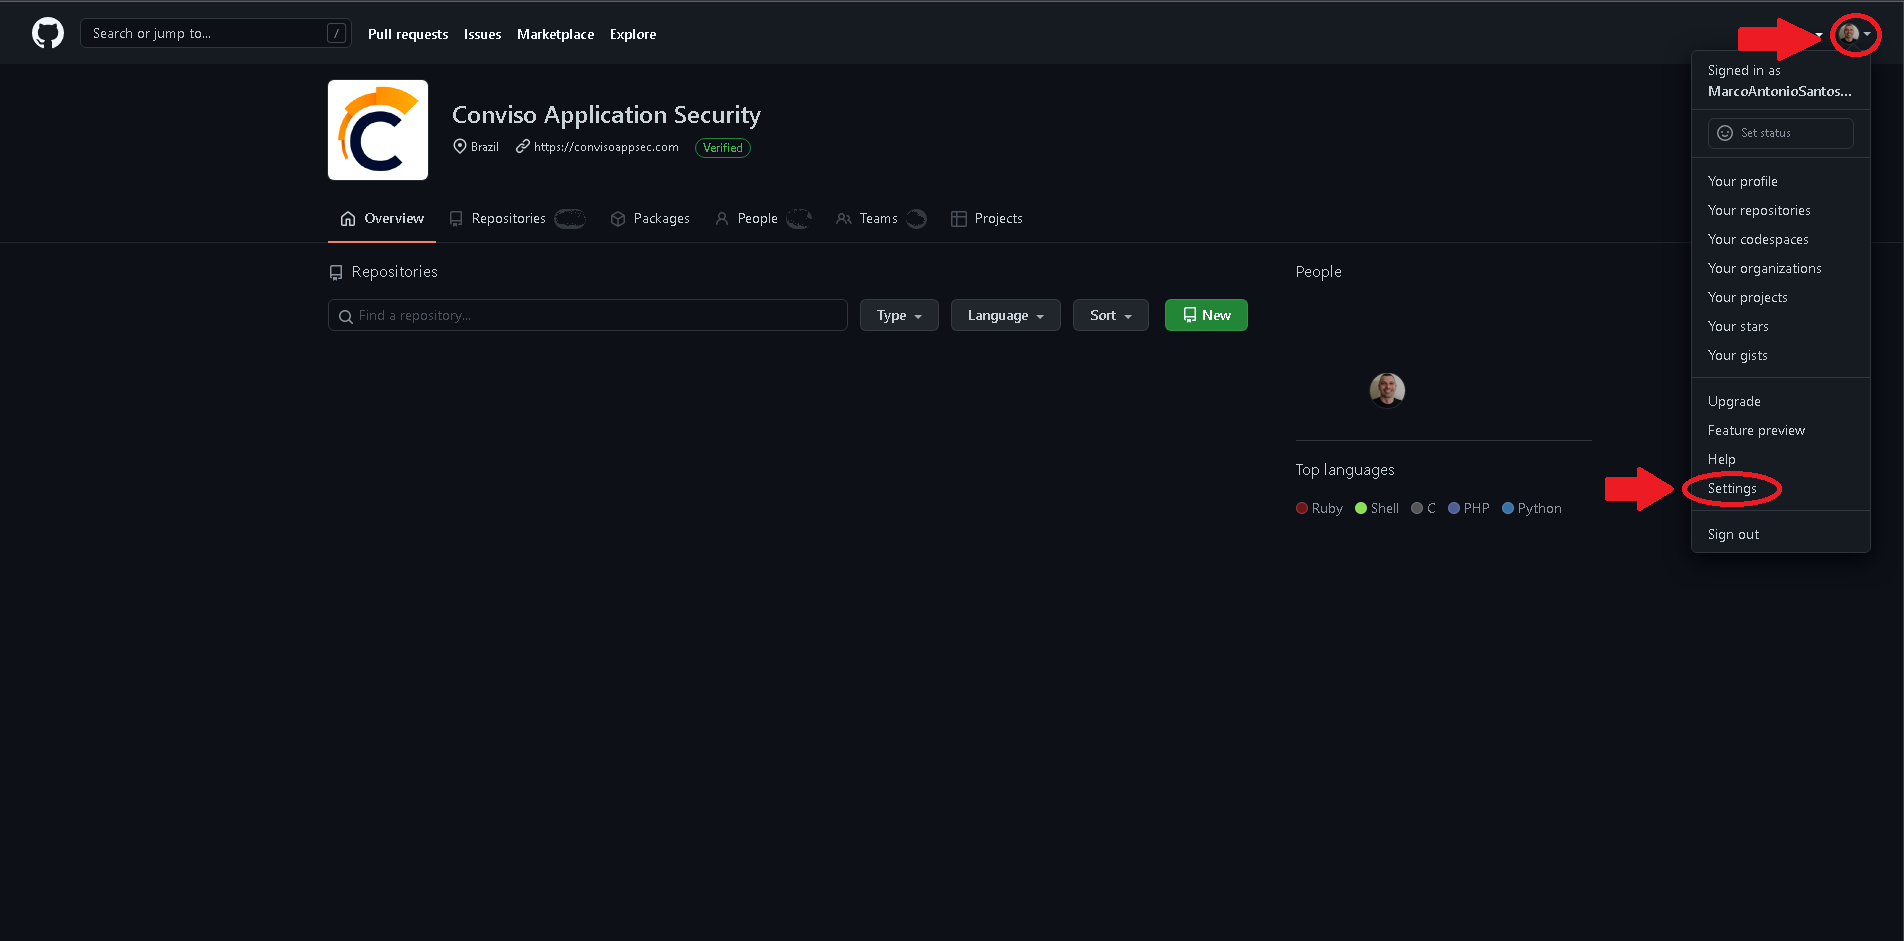 Search or jump to... /
Pull requests Issues Marketplace Explore
Signed in as
MarcoAntonioSantos...
Set status
Your profile
Your repositories
Your codespaces
Your organizations
Your projects
Your stars
Your gists
Upgrade
Feature preview
Help
Settings
Sign out
C
Conviso Application Security
Brazil https://convisoappsec.com Verified
Overview Repositories Packages People Teams Projects
Repositories
Find a repository... Type Language Sort New
People
Top languages
Ruby Shell C PHP Python